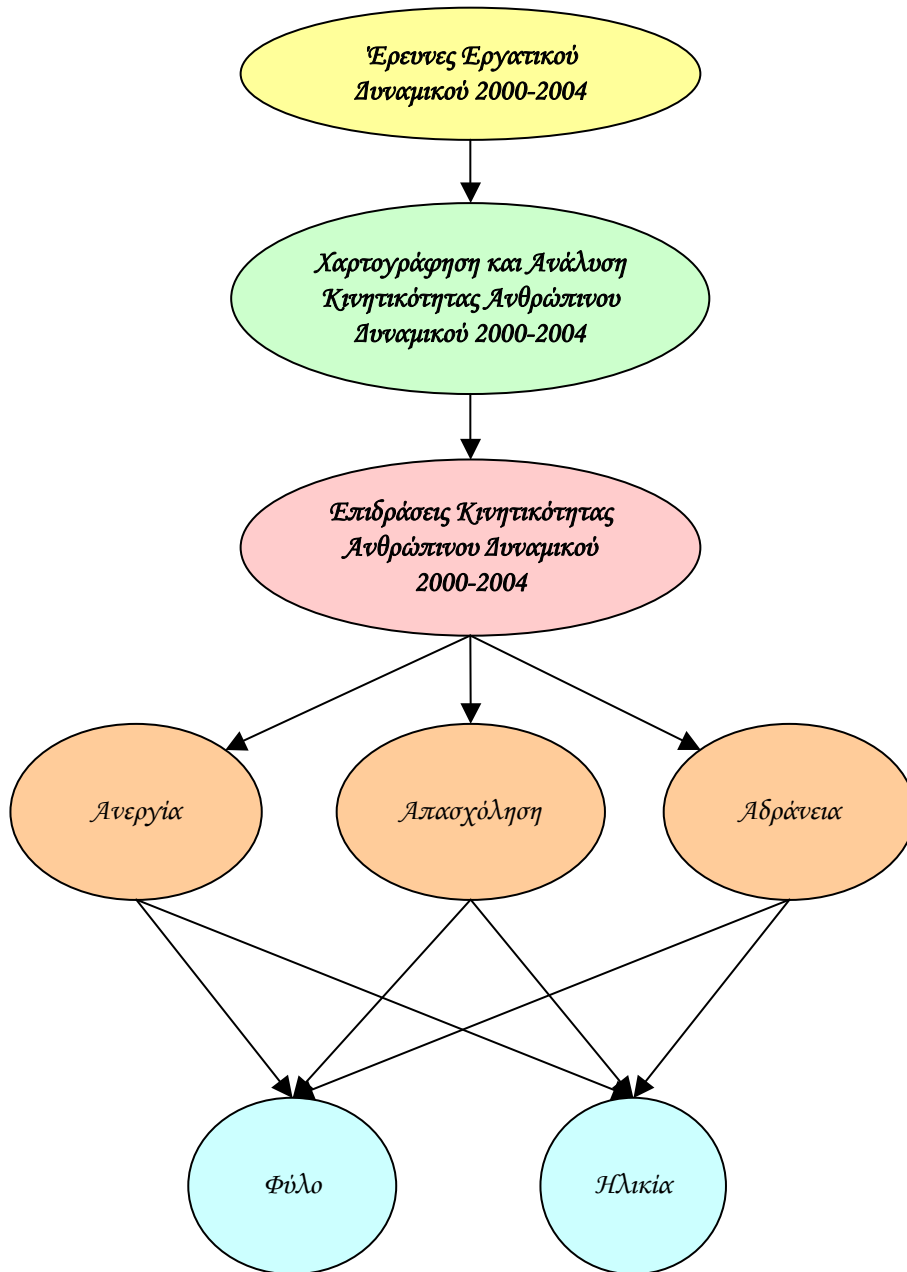 Έρευνες Εργατικού
Δυναμικού 2000-2004
Χαρτογράφηση και Ανάλυση
Κινητικότητας Ανθρώπινου
Δυναμικού 2000-2004
Επιδράσεις Κινητικότητας
Ανθρώπινου Δυναμικού
2000-2004
Ανεργία
Απασχόληση
Αδράνεια
Φύλο
Ηλικία